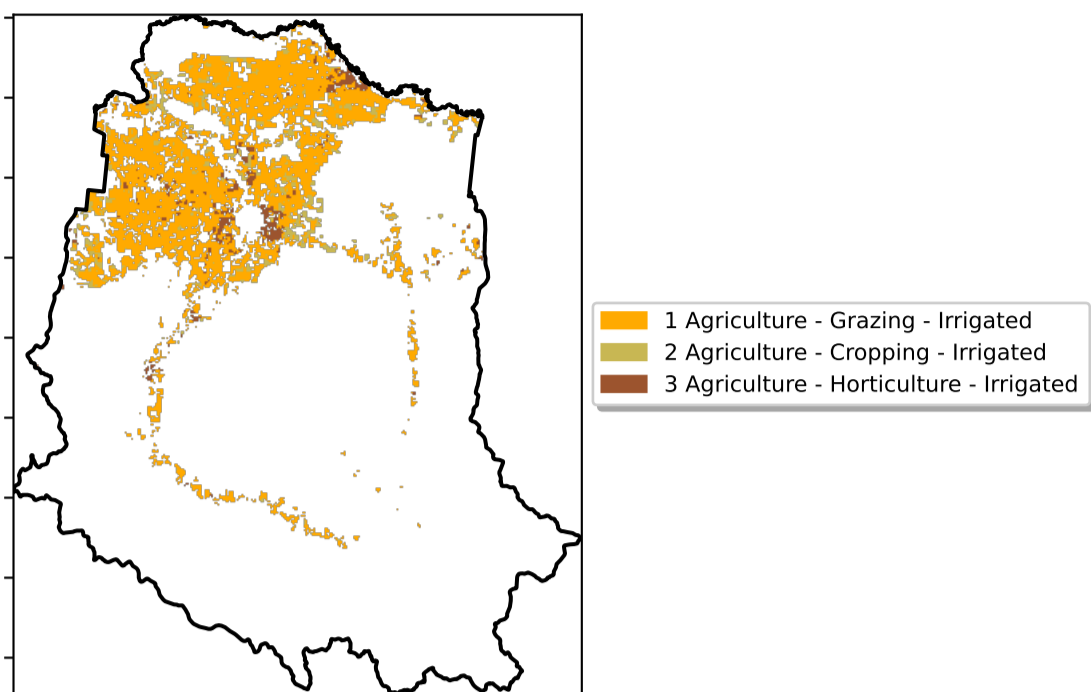 1 Agriculture - Grazing - Irrigated
2 Agriculture - Cropping - Irrigated
3 Agriculture - Horticulture - Irrigated